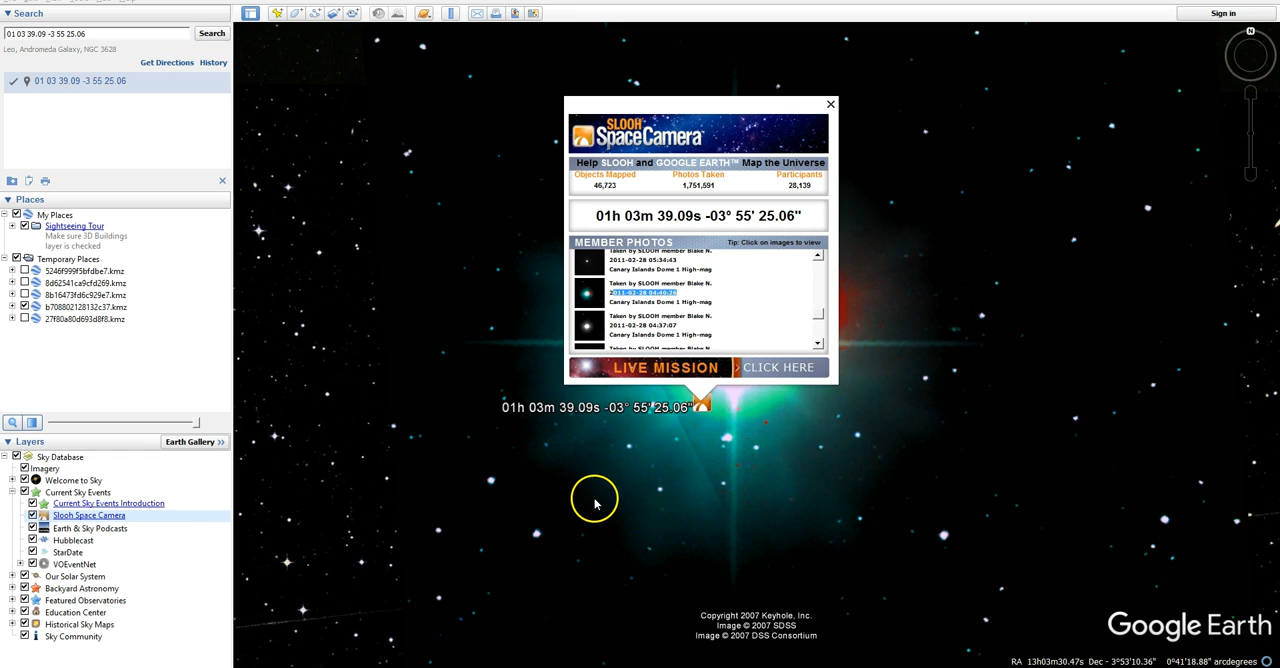 Search
Sign in
01 03 39.09 -3 55 25.06
Search
Leo, Andromeda Galaxy, NGC 3628
Get Directions History
01 03 39.09 -3 55 25.06
Places
My Places
Sightseeing Tour
Make sure 3D Buildings
layer is checked
Temporary Places
5246f999f5bfdbe7.kmz
8d62541ca9cfd269.kmz
8b16473fd6c929e7.kmz
b708802128132c37.kmz
27f80a80d693d8f8.kmz
Layers
Earth Gallery >>
Sky Database
Imagery
Welcome to Sky
Current Sky Events
Current Sky Events Introduction
Slooh Space Camera
Earth & Sky Podcasts
Hubblecast
StarDate
VOEventNet
Our Solar System
Backyard Astronomy
Featured Observatories
Education Center
Historical Sky Maps
Sky Community
N
SLOOH
SpaceCamera™
Help SLOOH and GOOGLE EARTH™ Map the Universe
Objects Mapped Photos Taken Participants
46,723 1,751,591 28,139
01h 03m 39.09s -03° 55' 25.06"
MEMBER PHOTOS Tip: Click on images to view
Taken by SLOOH member Blake N.
2011-02-28 05:34:43
Canary Islands Dome 1 High-mag
Taken by SLOOH member Blake N.
Canary Islands Dome 1 High-mag
Taken by SLOOH member Blake N.
2011-02-28 04:37:07
Canary Islands Dome 1 High-mag
Taken by SLOOH member Blake N.
LIVE MISSION CLICK HERE
01h 03m 39.09s -03° 55' 25.06"
Copyright 2007 Keyhole, Inc.
Image © 2007 SDSS
Image © 2007 DSS Consortium
Google Earth
RA 13h03m30.47s Dec - 3°53'10.36" 0°41'18.88" arcdegrees